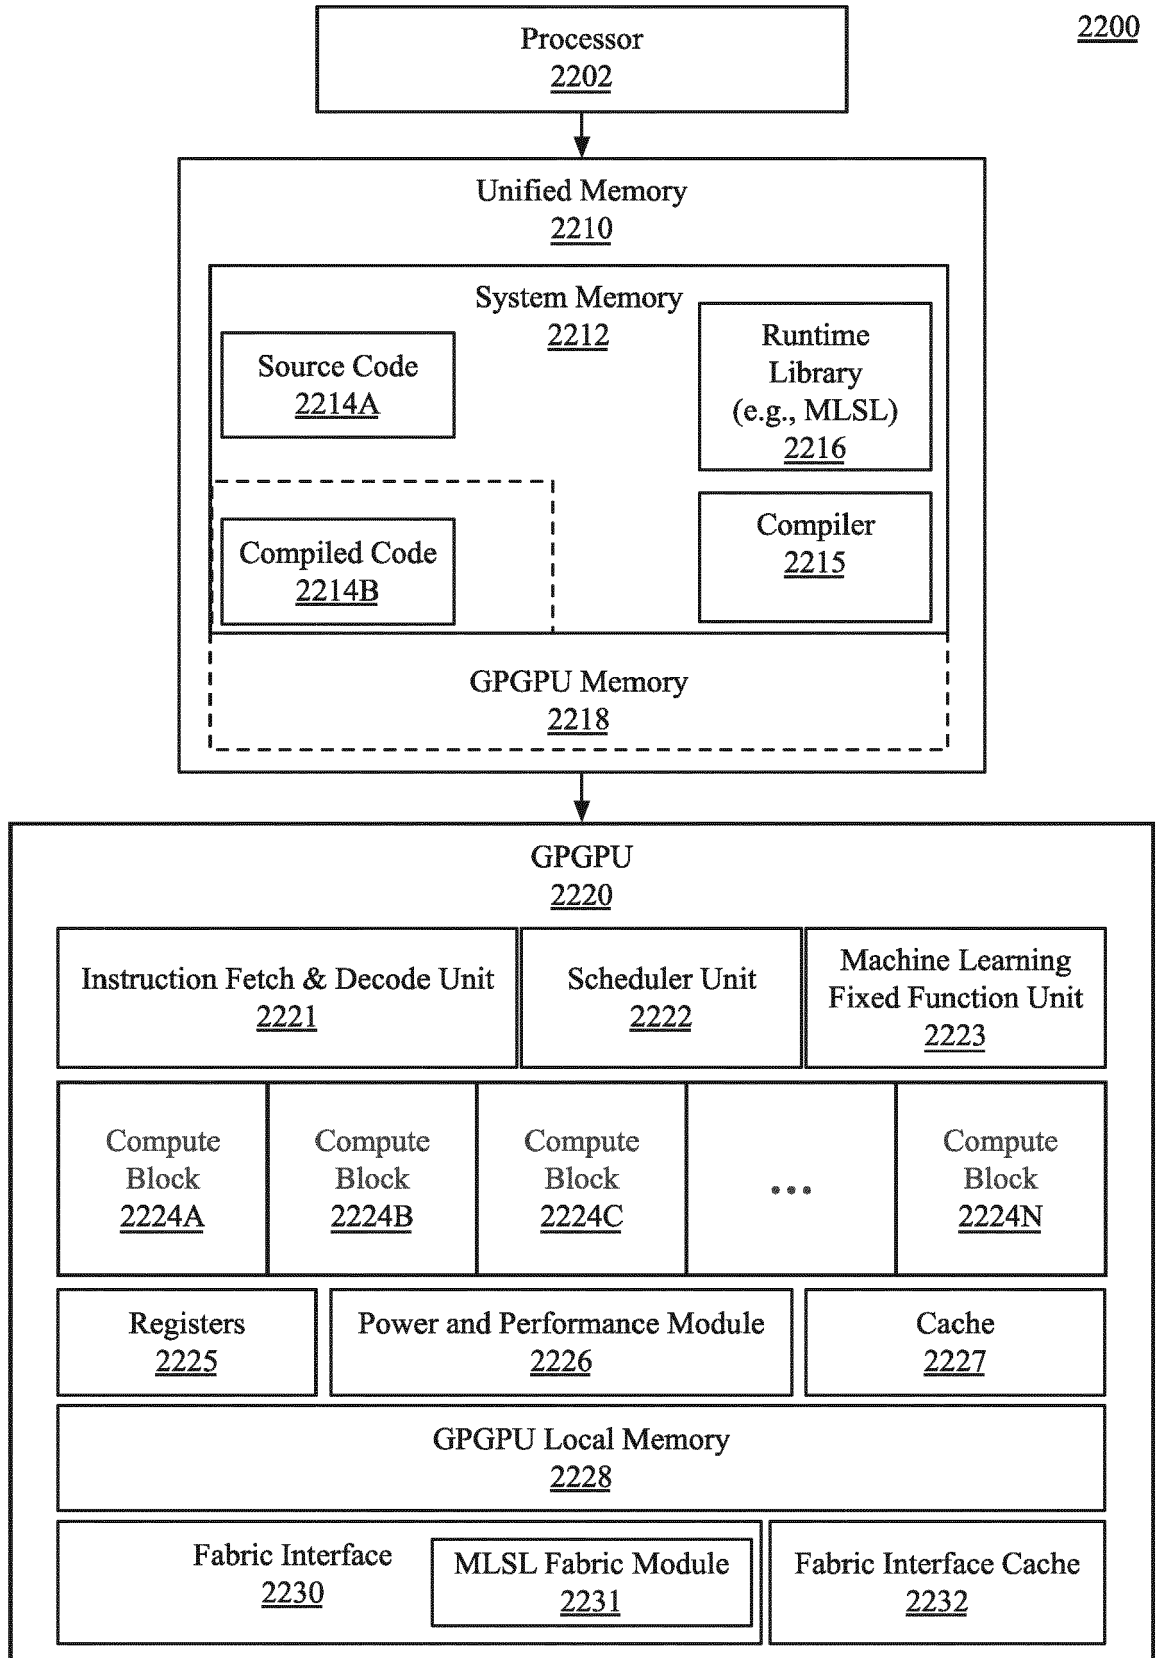 2200
Processor
2202
Unified Memory
2210
System Memory
2212
Source Code
2214A
Runtime
Library
(e.g., MLSL)
2216
Compiled Code
2214B
Compiler
2215
GPGPU Memory
2218
GPGPU
2220
Instruction Fetch & Decode Unit
2221
Scheduler Unit
2222
Machine Learning
Fixed Function Unit
2223
Compute
Block
2224A
Compute
Block
2224B
Compute
Block
2224C
...
Compute
Block
2224N
Registers
2225
Power and Performance Module
2226
Cache
2227
GPGPU Local Memory
2228
Fabric Interface
2230
MLSL Fabric Module
2231
Fabric Interface Cache
2232